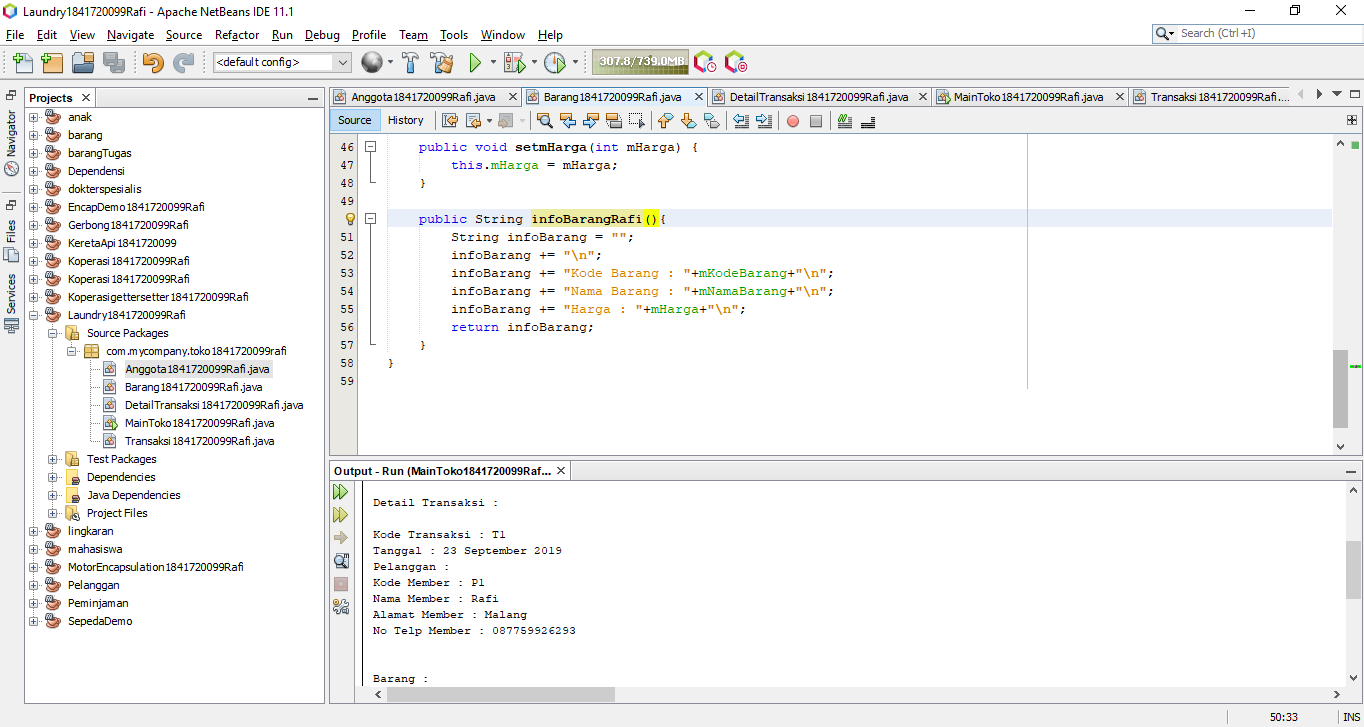 Laundry1841720099Rafi - Apache NetBeans IDE 11.1
File Edit View Navigate Source Refactor Run Debug Profile Team Tools Window Help
Search (Ctrl+I)
<default config>
307.8/739.0MB
Projects
Navigator
Files
Services
anak
barang
barangTugas
Dependensi
dokterspesialis
EncapDemo1841720099Rafi
Gerbong1841720099Rafi
KeretaApi1841720099
Koperasi1841720099Rafi
Koperasi1841720099Rafi
Koperasigettersetter1841720099Rafi
Laundry1841720099Rafi
Source Packages
com.mycompany.toko1841720099rafi
Anggota1841720099Rafi.java
Barang1841720099Rafi.java
DetailTransaksi1841720099Rafi.java
MainToko1841720099Rafi.java
Transaksi1841720099Rafi.java
Test Packages
Dependencies
Java Dependencies
Project Files
lingkaran
mahasiswa
MotorEncapsulation1841720099Rafi
Pelanggan
Peminjaman
SepedaDemo
Anggota1841720099Rafi.java Barang1841720099Rafi.java DetailTransaksi1841720099Rafi.java MainToko1841720099Rafi.java Transaksi1841720099Rafi....
Source History
46 public void setmHarga(int mHarga) {
47 this.mHarga = mHarga;
48 }
49
public String infoBarangRafi(){
51 String infoBarang = "";
52 infoBarang += "\n";
53 infoBarang += "Kode Barang : "+mKodeBarang+"\n";
54 infoBarang += "Nama Barang : "+mNamaBarang+"\n";
55 infoBarang += "Harga : "+mHarga+"\n";
56 return infoBarang;
57 }
58 }
59
Output - Run (MainToko1841720099Raf...
Detail Transaksi :
Kode Transaksi : T1
Tanggal : 23 September 2019
Pelanggan :
Kode Member : P1
Nama Member : Rafi
Alamat Member : Malang
No Telp Member : 087759926293
Barang :
50:33 INS